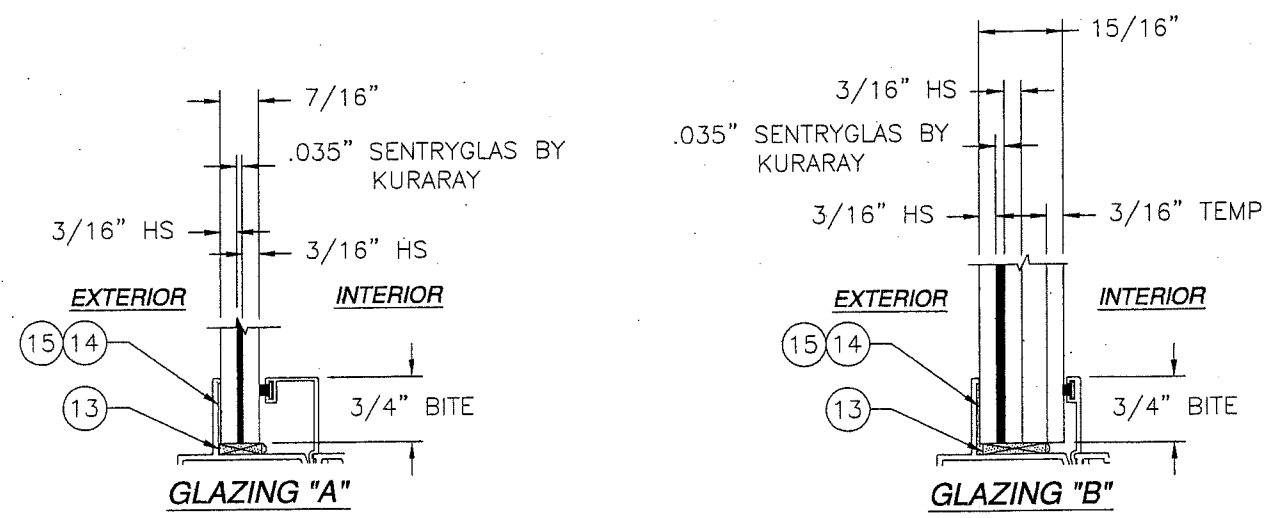 7/16"
.035" SENTRYGLAS BY
KURARAY
3/16" HS
3/16" HS
EXTERIOR
INTERIOR
15 14
13
3/4" BITE
GLAZING "A"
15/16"
3/16" HS
.035" SENTRYGLAS BY
KURARAY
3/16" HS
3/16" TEMP
EXTERIOR
INTERIOR
15 14
13
3/4" BITE
GLAZING "B"